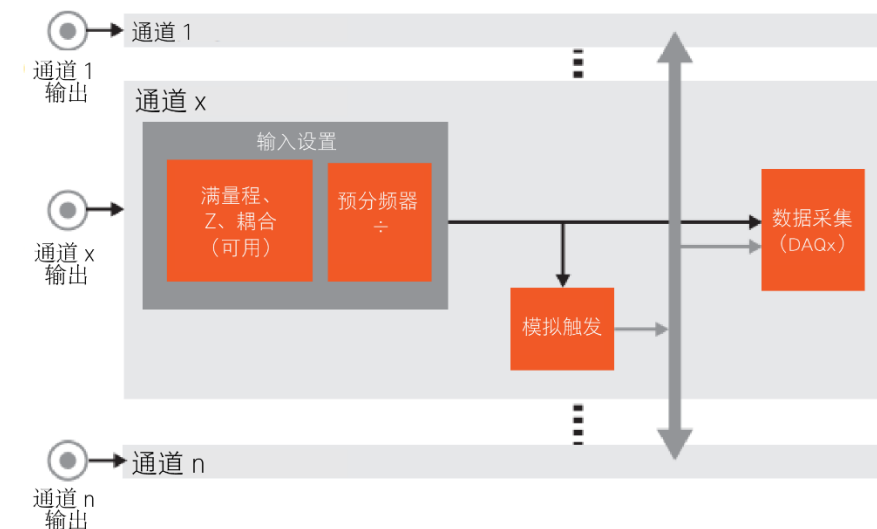 通道 1
通道 1
输出
通道 x
输入设置
满量程、
Z、耦合
(可用)
预分频器
÷
数据采集
(DAQx)
通道 x
输出
模拟触发
通道 n
通道 n
输出